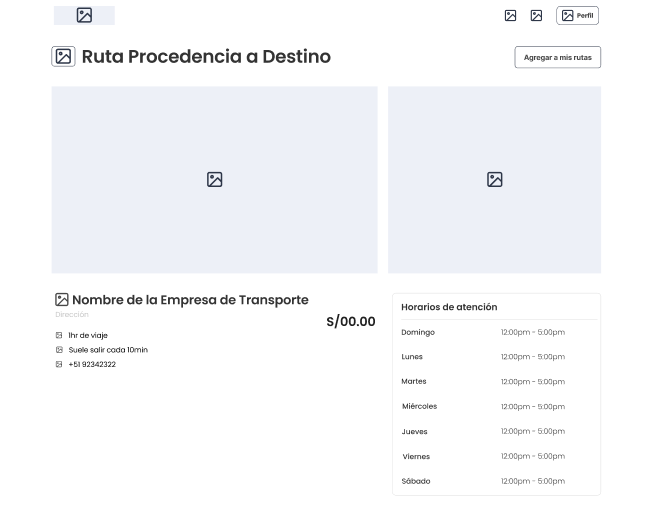 Perfil
Ruta Procedencia a Destino
Agregar a mis rutas
Nombre de la Empresa de Transporte
Dirección
S/00.00
1hr de viaje
Suele salir cada 10min
+51 92342322
Horarios de atención
Domingo 12:00pm - 5:00pm
Lunes 12:00pm - 5:00pm
Martes 12:00pm - 5:00pm
Miércoles 12:00pm - 5:00pm
Jueves 12:00pm - 5:00pm
Viernes 12:00pm - 5:00pm
Sábado 12:00pm - 5:00pm